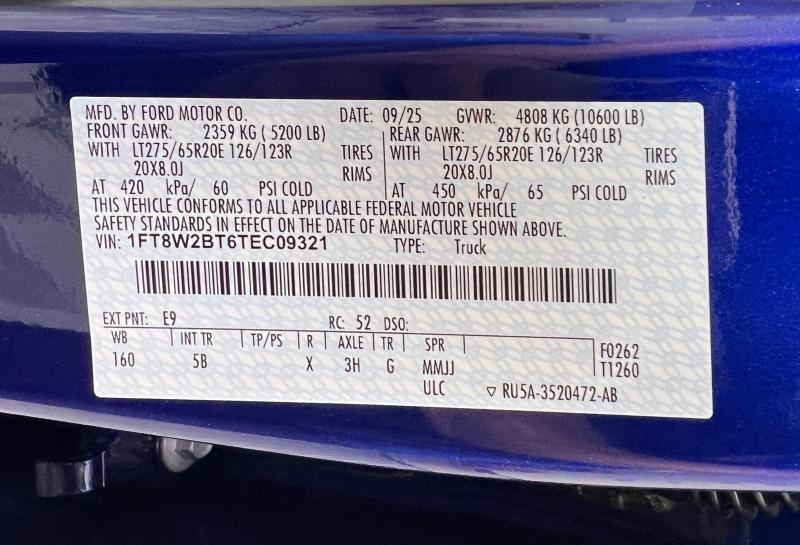 MFD. BY FORD MOTOR CO. DATE: 09/25 GVWR: 4808 KG (10600 LB)
FRONT GAWR: 2359 KG ( 5200 LB) REAR GAWR: 2876 KG ( 6340 LB)
WITH LT275/65R20E 126/123R TIRES WITH LT275/65R20E 126/123R TIRES
20X8.0J RIMS 20X8.0J RIMS
AT 420 kPa/ 60 PSI COLD AT 450 kPa/ 65 PSI COLD
THIS VEHICLE CONFORMS TO ALL APPLICABLE FEDERAL MOTOR VEHICLE
SAFETY STANDARDS IN EFFECT ON THE DATE OF MANUFACTURE SHOWN ABOVE.
VIN: 1FT8W2BT6TEC09321 TYPE: Truck
EXT PNT: E9 RC: 52 DSO:
WB INT TR TP/PS R AXLE TR SPR F0262
160 5B X 3H G MMJJ T1260
ULC ▽ RU5A-3520472-AB